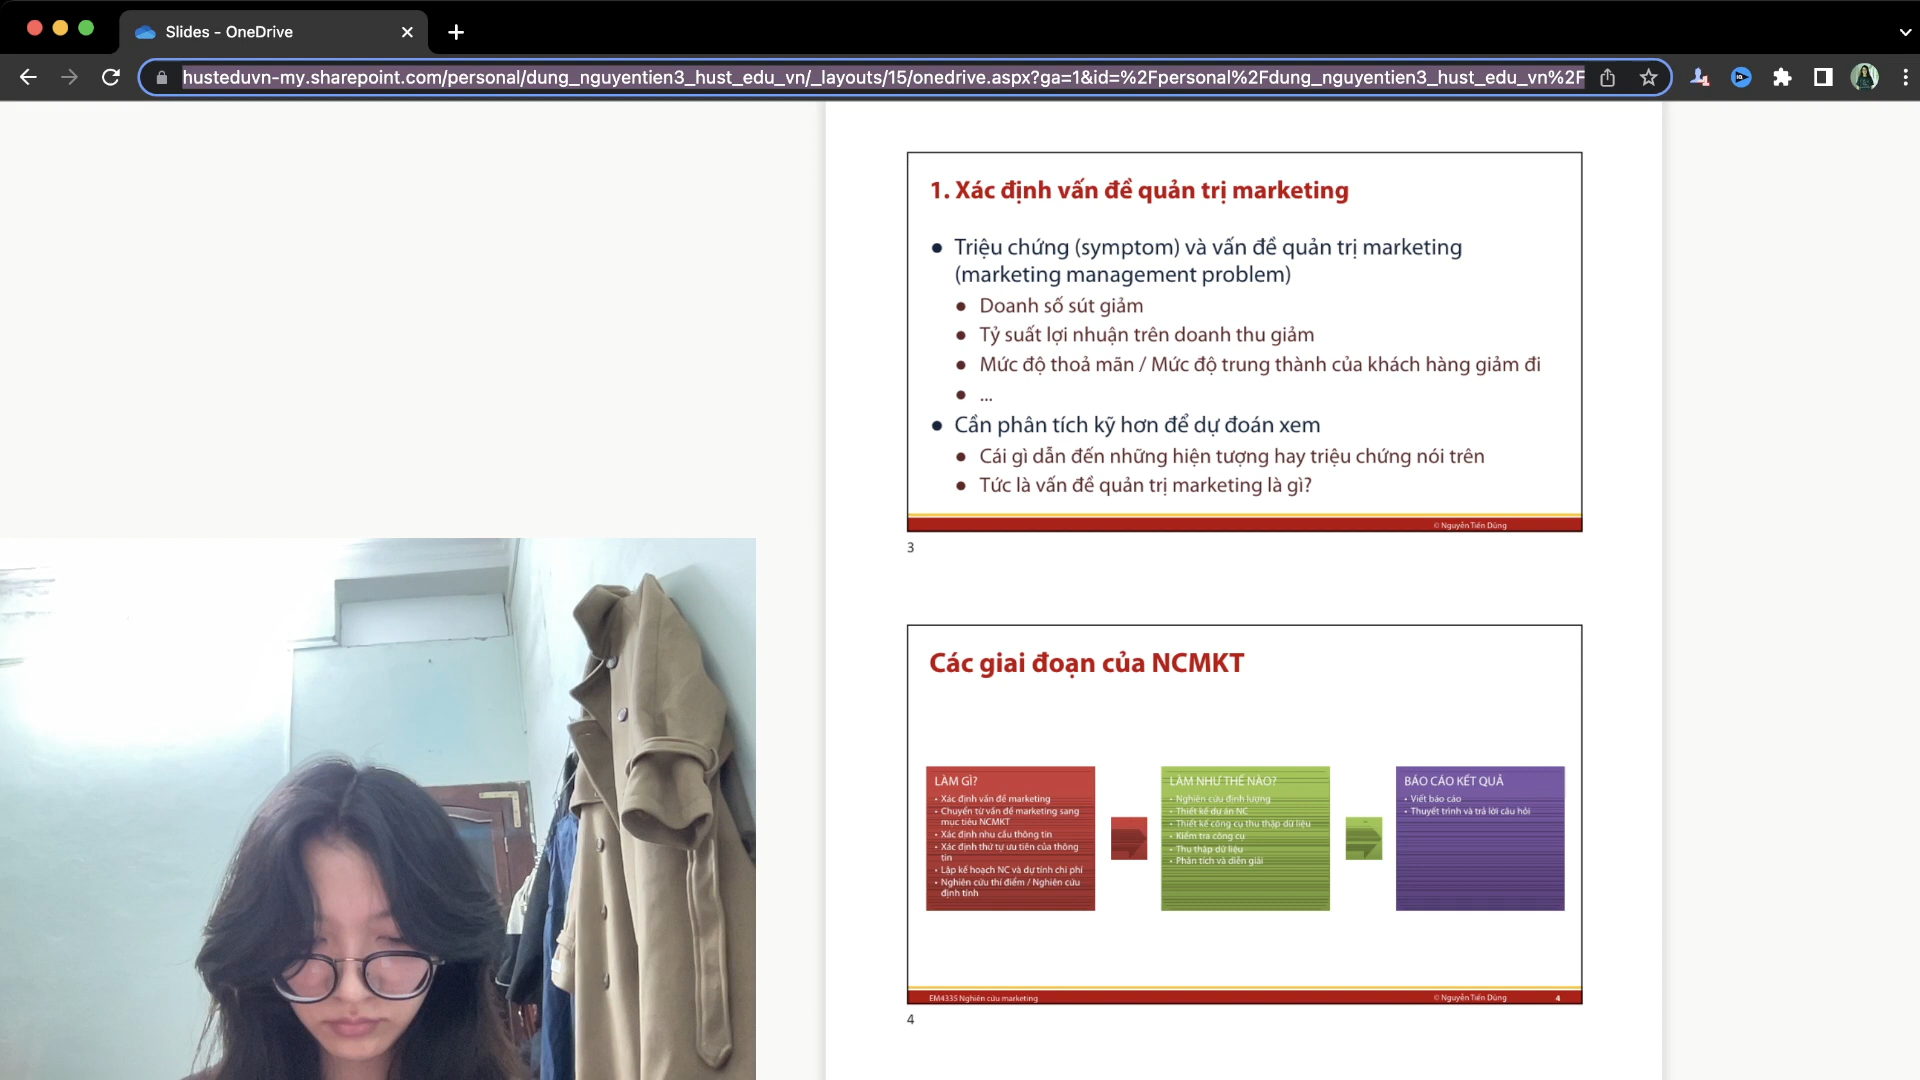 Slides - OneDrive
husteduvn-my.sharepoint.com/personal/dung_nguyentien3_hust_edu_vn/_layouts/15/onedrive.aspx?ga=1&id=%2Fpersonal%2Fdung_nguyentien3_hust_edu_vn%2F
1. Xác định vấn đề quản trị marketing
Triệu chứng (symptom) và vấn đề quản trị marketing
(marketing management problem)
Doanh số sút giảm
Tỷ suất lợi nhuận trên doanh thu giảm
Mức độ thoả mãn / Mức độ trung thành của khách hàng giảm đi
...
Cần phân tích kỹ hơn để dự đoán xem
Cái gì dẫn đến những hiện tượng hay triệu chứng nói trên
Tức là vấn đề quản trị marketing là gì?
© Nguyễn Tiến Dũng
3
Các giai đoạn của NCMKT
LÀM GÌ?
• Xác định vấn đề marketing
• Chuyển từ vấn đề marketing sang
mục tiêu NCMKT
• Xác định nhu cầu thông tin
• Xác định thứ tự ưu tiên của thông
tin
• Lập kế hoạch NC và dự tính chi phí
• Nghiên cứu thí điểm / Nghiên cứu
định tính
LÀM NHƯ THẾ NÀO?
• Nghiên cứu định lượng
• Thiết kế dự án NC
• Thiết kế công cụ thu thập dữ liệu
• Kiểm tra công cụ
• Thu thập dữ liệu
• Phân tích và diễn giải
BÁO CÁO KẾT QUẢ
• Viết báo cáo
• Thuyết trình và trả lời câu hỏi
EM4335 Nghiên cứu marketing
© Nguyễn Tiến Dũng
4
4